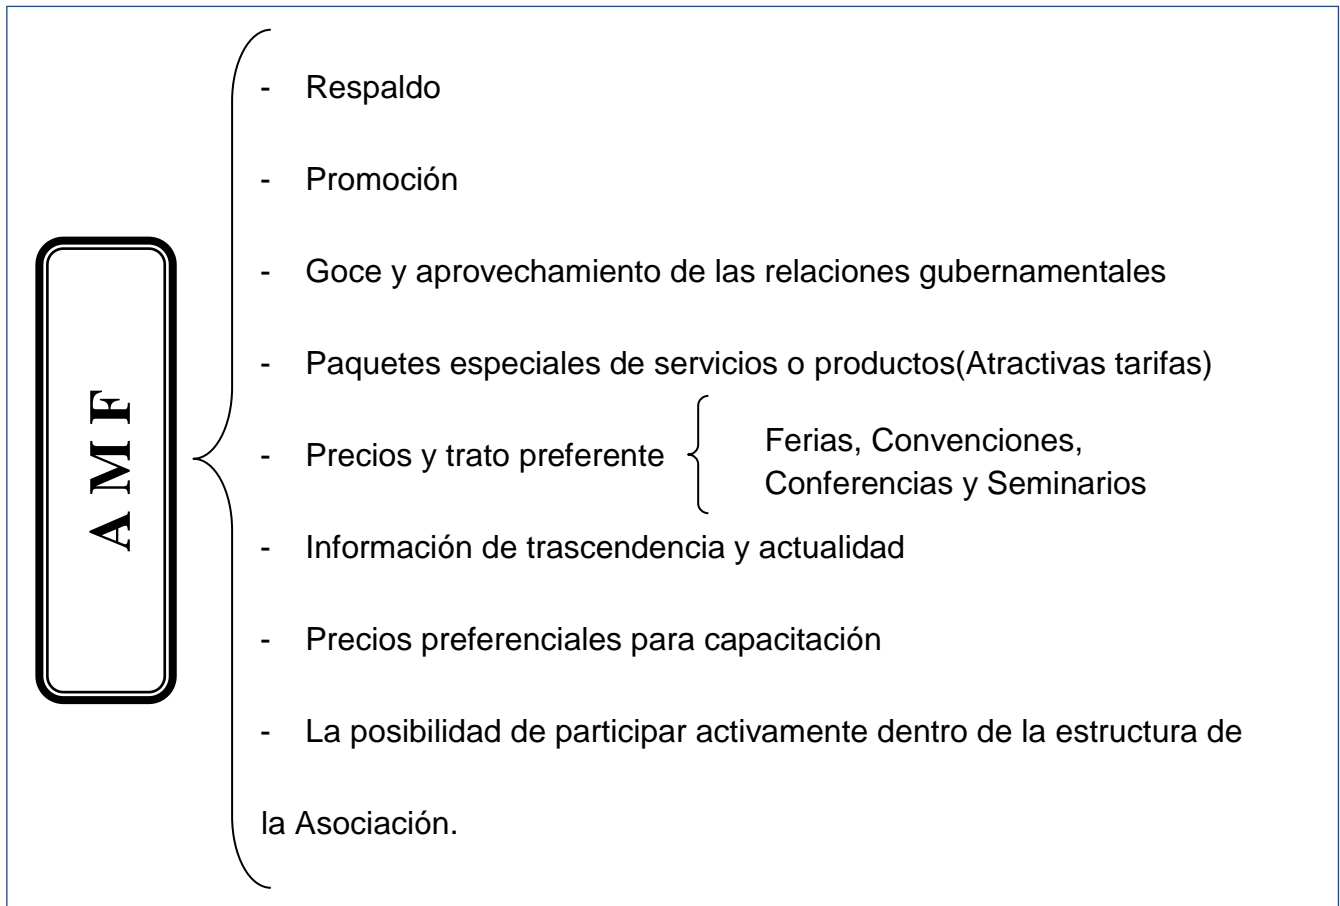 A M F
- Respaldo
- Promoción
- Goce y aprovechamiento de las relaciones gubernamentales
- Paquetes especiales de servicios o productos(Atractivas tarifas)
- Precios y trato preferente
Ferias, Convenciones,
Conferencias y Seminarios
- Información de trascendencia y actualidad
- Precios preferenciales para capacitación
- La posibilidad de participar activamente dentro de la estructura de
la Asociación.